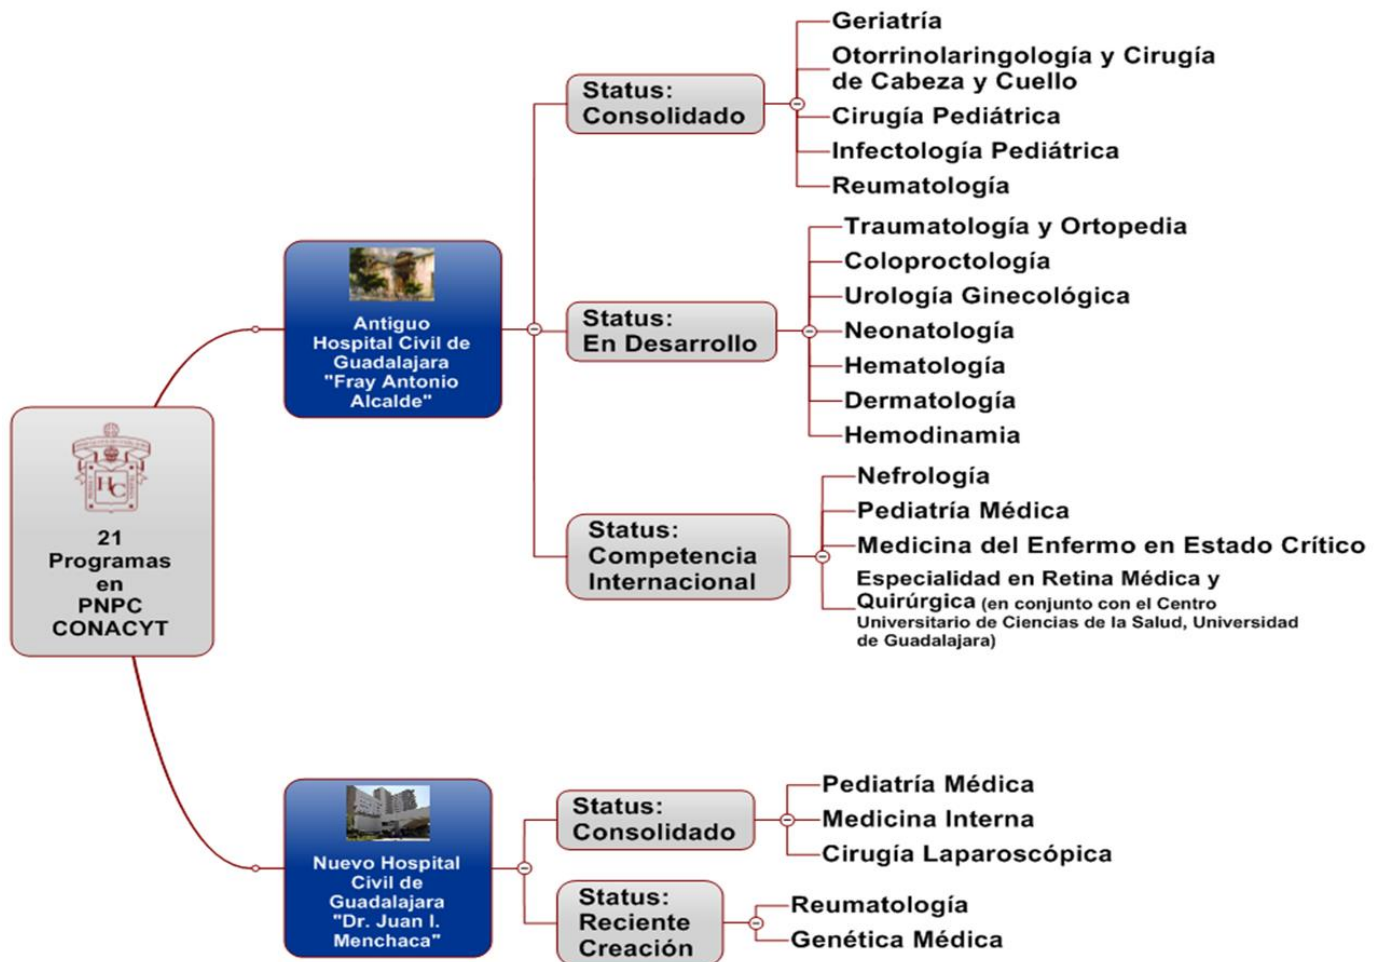 21
Programas
en
PNPC
CONACYT
HC
Antiguo
Hospital Civil de
Guadalajara
"Fray Antonio
Alcalde"
Status:
Consolidado
Geriatría
Otorrinolaringología y Cirugía
de Cabeza y Cuello
Cirugía Pediátrica
Infectología Pediátrica
Reumatología
Status:
En Desarrollo
Traumatología y Ortopedia
Coloproctología
Urología Ginecológica
Neonatología
Hematología
Dermatología
Hemodinamia
Status:
Competencia
Internacional
Nefrología
Pediatría Médica
Medicina del Enfermo en Estado Crítico
Especialidad en Retina Médica y
Quirúrgica (en conjunto con el Centro
Universitario de Ciencias de la Salud, Universidad
de Guadalajara)
Nuevo Hospital
Civil de
Guadalajara
"Dr. Juan I.
Menchaca"
Status:
Consolidado
Pediatría Médica
Medicina Interna
Cirugía Laparoscópica
Status:
Reciente
Creación
Reumatología
Genética Médica